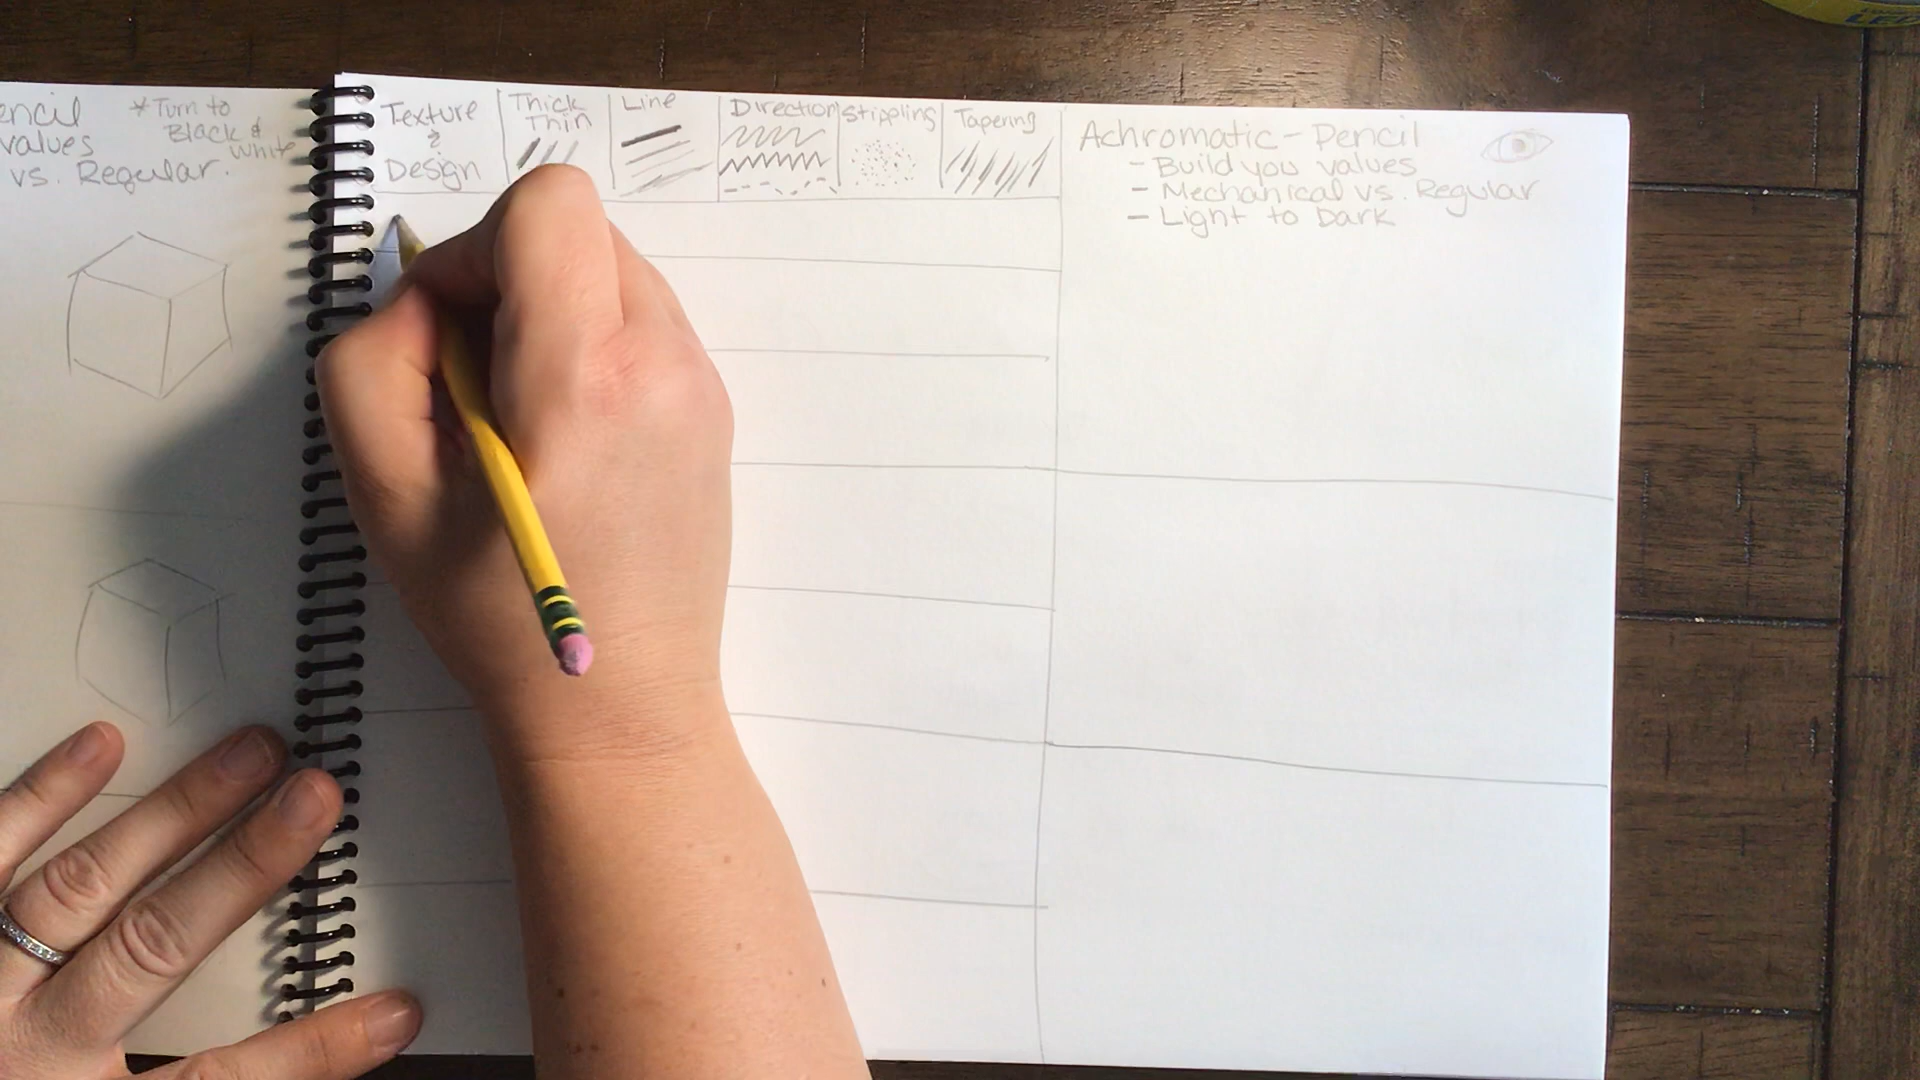 encil
values
vs. Regular.
*Turn to
Black &
white
Texture
&
Design
Thick
Thin
Line
Direction
Stippling
Tapering
Achromatic - Pencil
- Build you values
- Mechanical vs. Regular
- Light to Dark